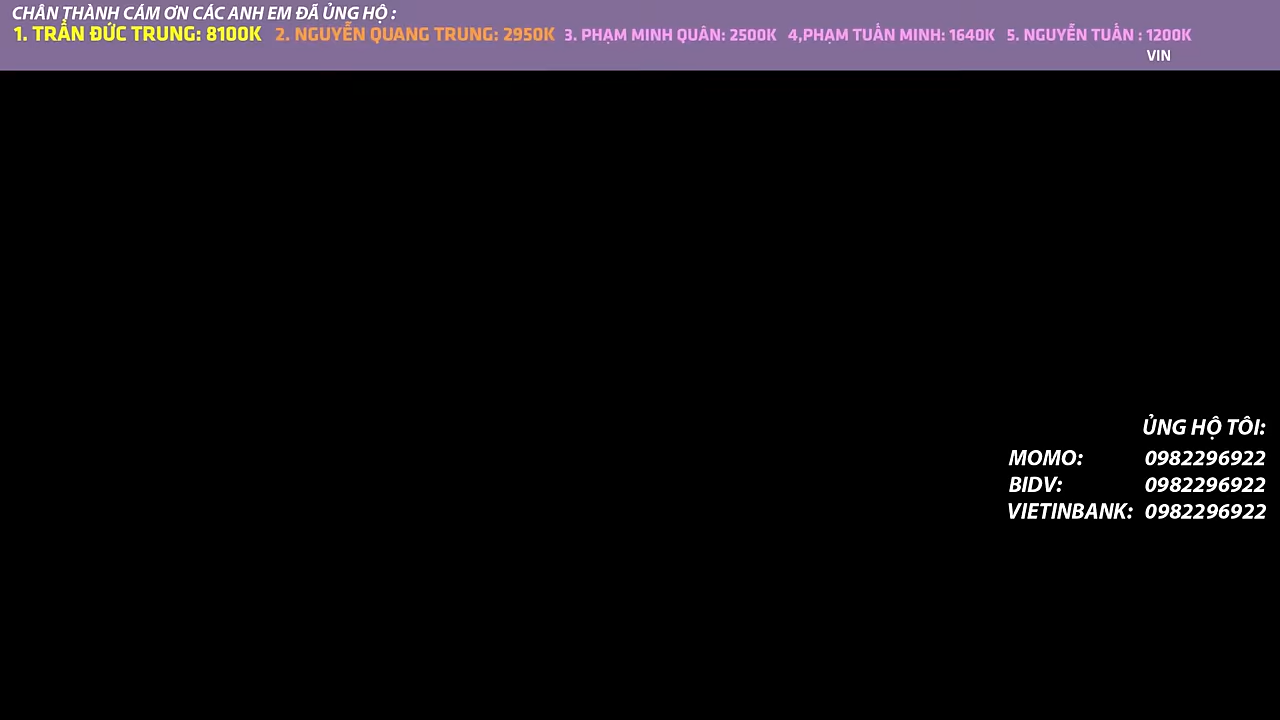 CHÂN THÀNH CÁM ƠN CÁC ANH EM ĐÃ ỦNG HỘ :
1. TRẦN ĐỨC TRUNG: 8100K 2. NGUYỄN QUANG TRUNG: 2950K 3. PHẠM MINH QUÂN: 2500K 4,PHẠM TUẤN MINH: 1640K 5. NGUYỄN TUẤN : 1200K
VIN
ỦNG HỘ TÔI:
MOMO: 0982296922
BIDV: 0982296922
VIETINBANK: 0982296922